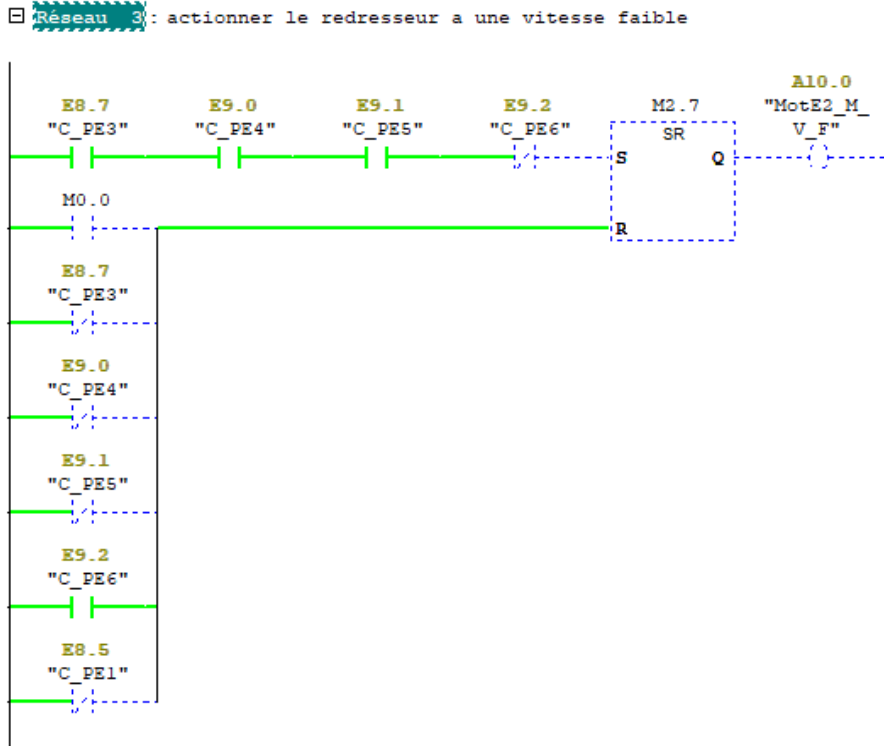 Réseau 3: actionner le redresseur a une vitesse faible
A10.0
E8.7 E9.0 E9.1 E9.2 M2.7 "MotE2_M_
"C_PE3" "C_PE4" "C_PE5" "C_PE6" SR V_F"
S Q
M0.0
R
E8.7
"C_PE3"
E9.0
"C_PE4"
E9.1
"C_PE5"
E9.2
"C_PE6"
E8.5
"C_PE1"